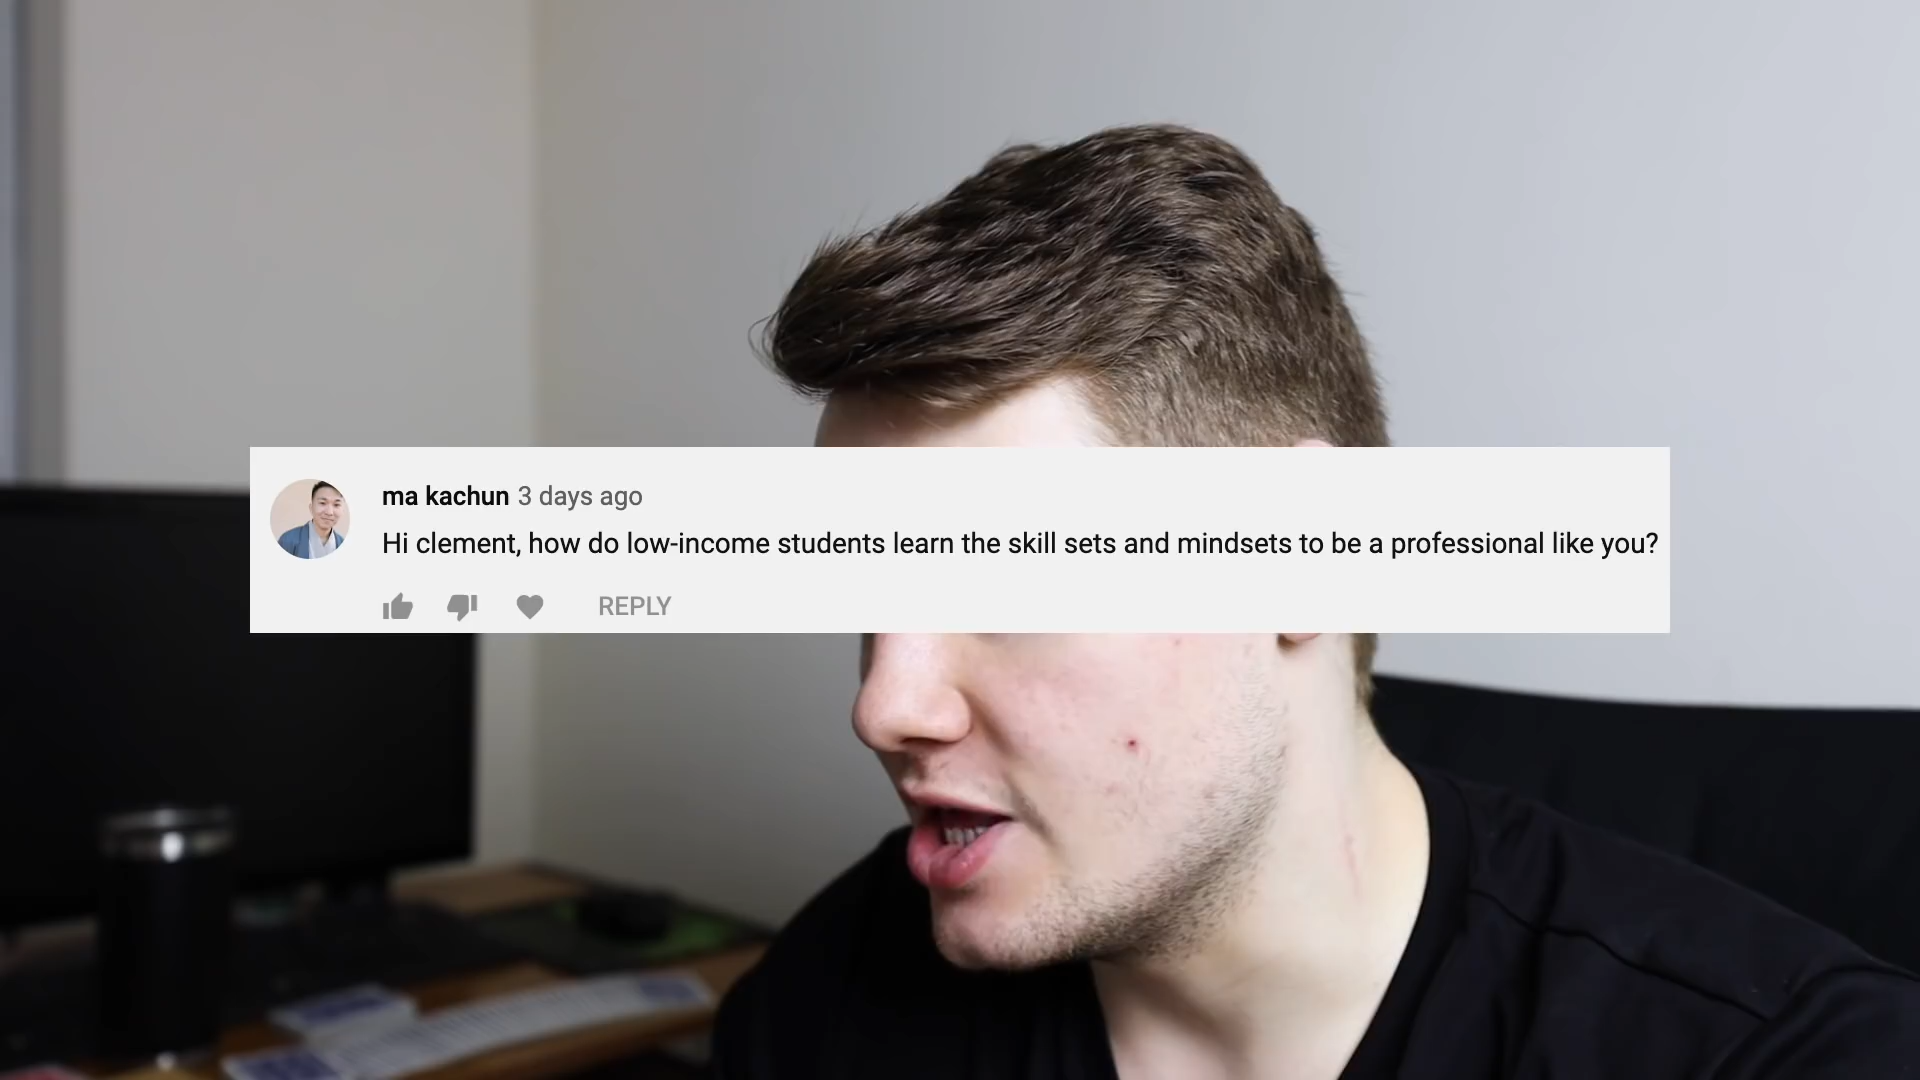 ma kachun 3 days ago
Hi clement, how do low-income students learn the skill sets and mindsets to be a professional like you?
REPLY